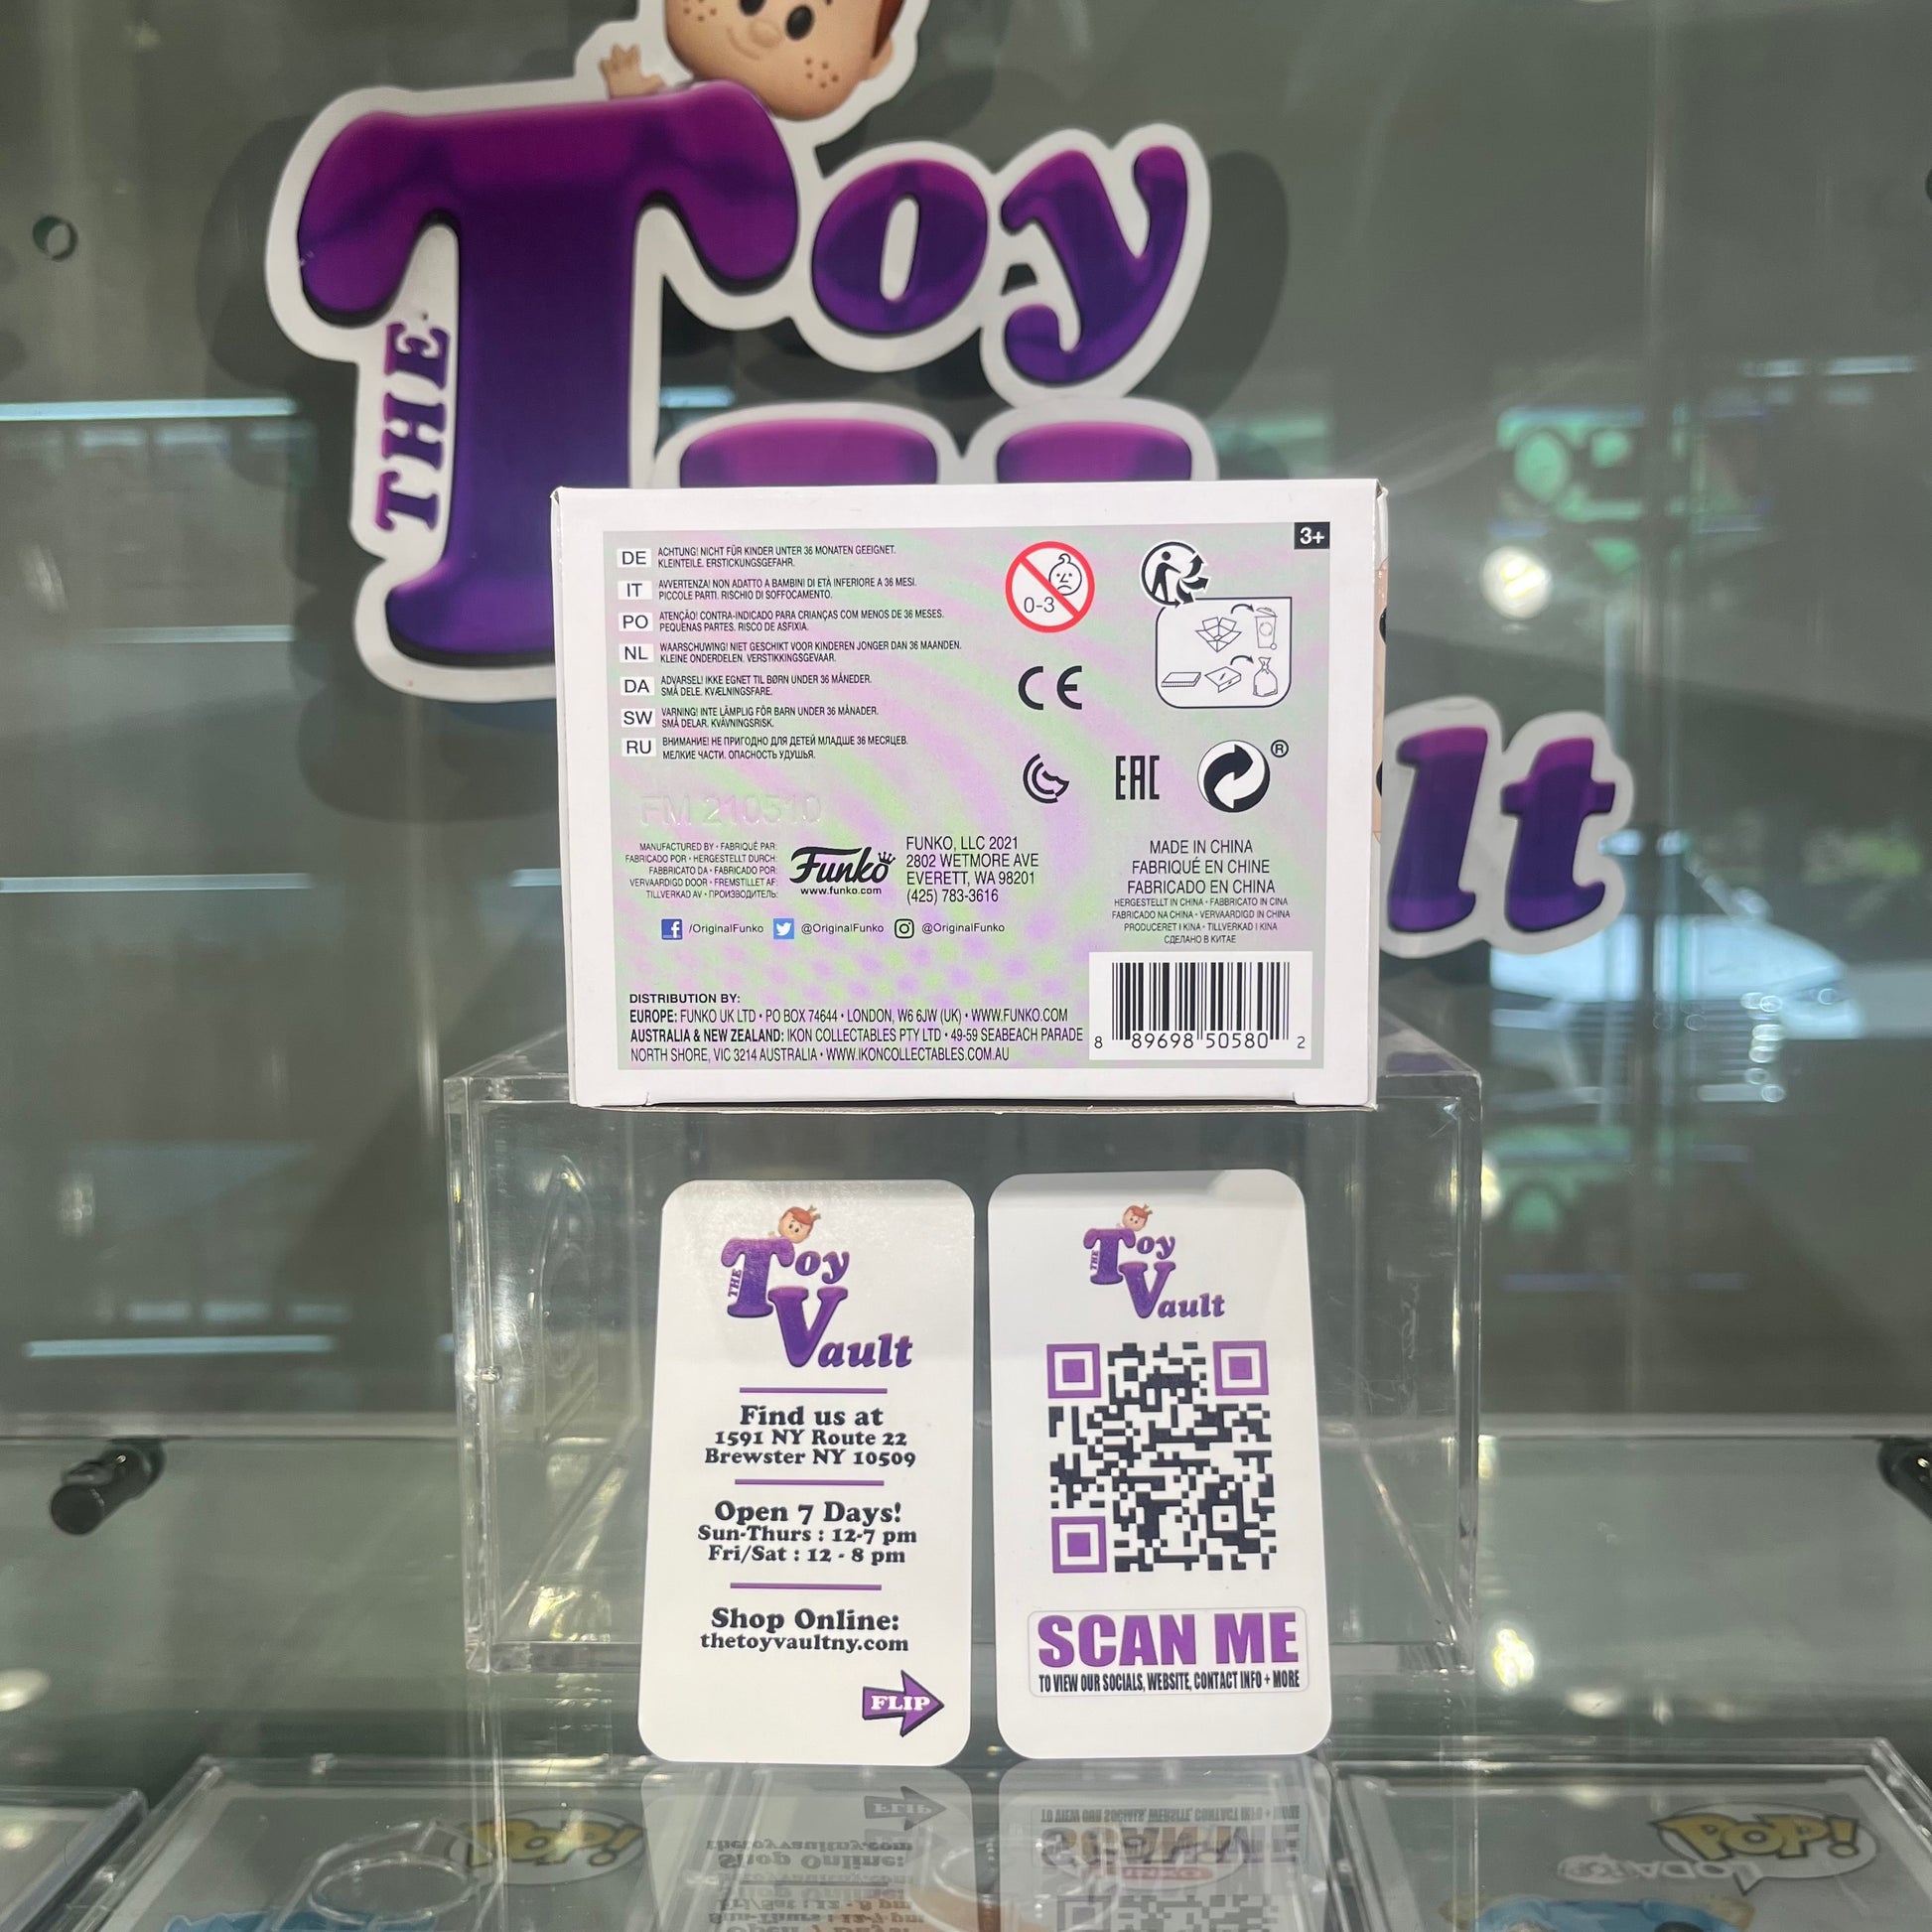 THE Toy
lt
3+
DE ACHTUNG! NICHT FÜR KINDER UNTER 36 MONATEN GEEIGNET.
KLEINTEILE. ERSTICKUNGSGEFAHR.
IT AVVERTENZA! NON ADATTO A BAMBINI DI ETÀ INFERIORE A 36 MESI.
PICCOLE PARTI. RISCHIO DI SOFFOCAMENTO.
PO ATENÇÃO! CONTRA-INDICADO PARA CRIANÇAS COM MENOS DE 36 MESES.
PEQUENAS PARTES. RISCO DE ASFIXIA.
NL WAARSCHUWING! NIET GESCHIKT VOOR KINDEREN JONGER DAN 36 MAANDEN.
KLEINE ONDERDELEN. VERSTIKKINGSGEVAAR.
DA ADVARSEL! IKKE EGNET TIL BØRN UNDER 36 MÅNEDER.
SMÅ DELE. KVÆLNINGSFARE.
SW VARNING! INTE LÄMPLIG FÖR BARN UNDER 36 MÅNADER.
SMÅ DELAR. KVÄVNINGSRISK.
RU ВНИМАНИЕ! НЕ ПРИГОДНО ДЛЯ ДЕТЕЙ МЛАДШЕ 36 МЕСЯЦЕВ.
МЕЛКИЕ ЧАСТИ. ОПАСНОСТЬ УДУШЬЯ.
0-3
CE
EAC
®
FM 210310
MANUFACTURED BY • FABRIQUÉ PAR:
FABRICADO POR • HERGESTELLT DURCH:
FABBRICATO DA • FABRICADO POR:
VERVAARDIGD DOOR • FREMSTILLET AF:
TILLVERKAD AV • ПРОИЗВОДИТЕЛЬ:
Funko
www.funko.com
FUNKO, LLC 2021
2802 WETMORE AVE
EVERETT, WA 98201
(425) 783-3616
MADE IN CHINA
FABRIQUÉ EN CHINE
FABRICADO EN CHINA
HERGESTELLT IN CHINA • FABBRICATO IN CINA
FABRICADO NA CHINA • VERVAARDIGD IN CHINA
PRODUCERET I KINA • TILLVERKAD I KINA
СДЕЛАНО В КИТАЕ
/OriginalFunko @OriginalFunko @OriginalFunko
DISTRIBUTION BY:
EUROPE: FUNKO UK LTD • PO BOX 74644 • LONDON, W6 6JW (UK) • WWW.FUNKO.COM
AUSTRALIA & NEW ZEALAND: IKON COLLECTABLES PTY LTD • 49-59 SEABEACH PARADE
NORTH SHORE, VIC 3214 AUSTRALIA • WWW.IKONCOLLECTABLES.COM.AU
8 89698 50580 2
THE Toy
Vault
Find us at
1591 NY Route 22
Brewster NY 10509
Open 7 Days!
Sun-Thurs : 12-7 pm
Fri/Sat : 12 - 8 pm
Shop Online:
thetoyvaultny.com
FLIP
THE Toy
Vault
SCAN ME
TO VIEW OUR SOCIALS, WEBSITE, CONTACT INFO + MORE
POP!
POP!